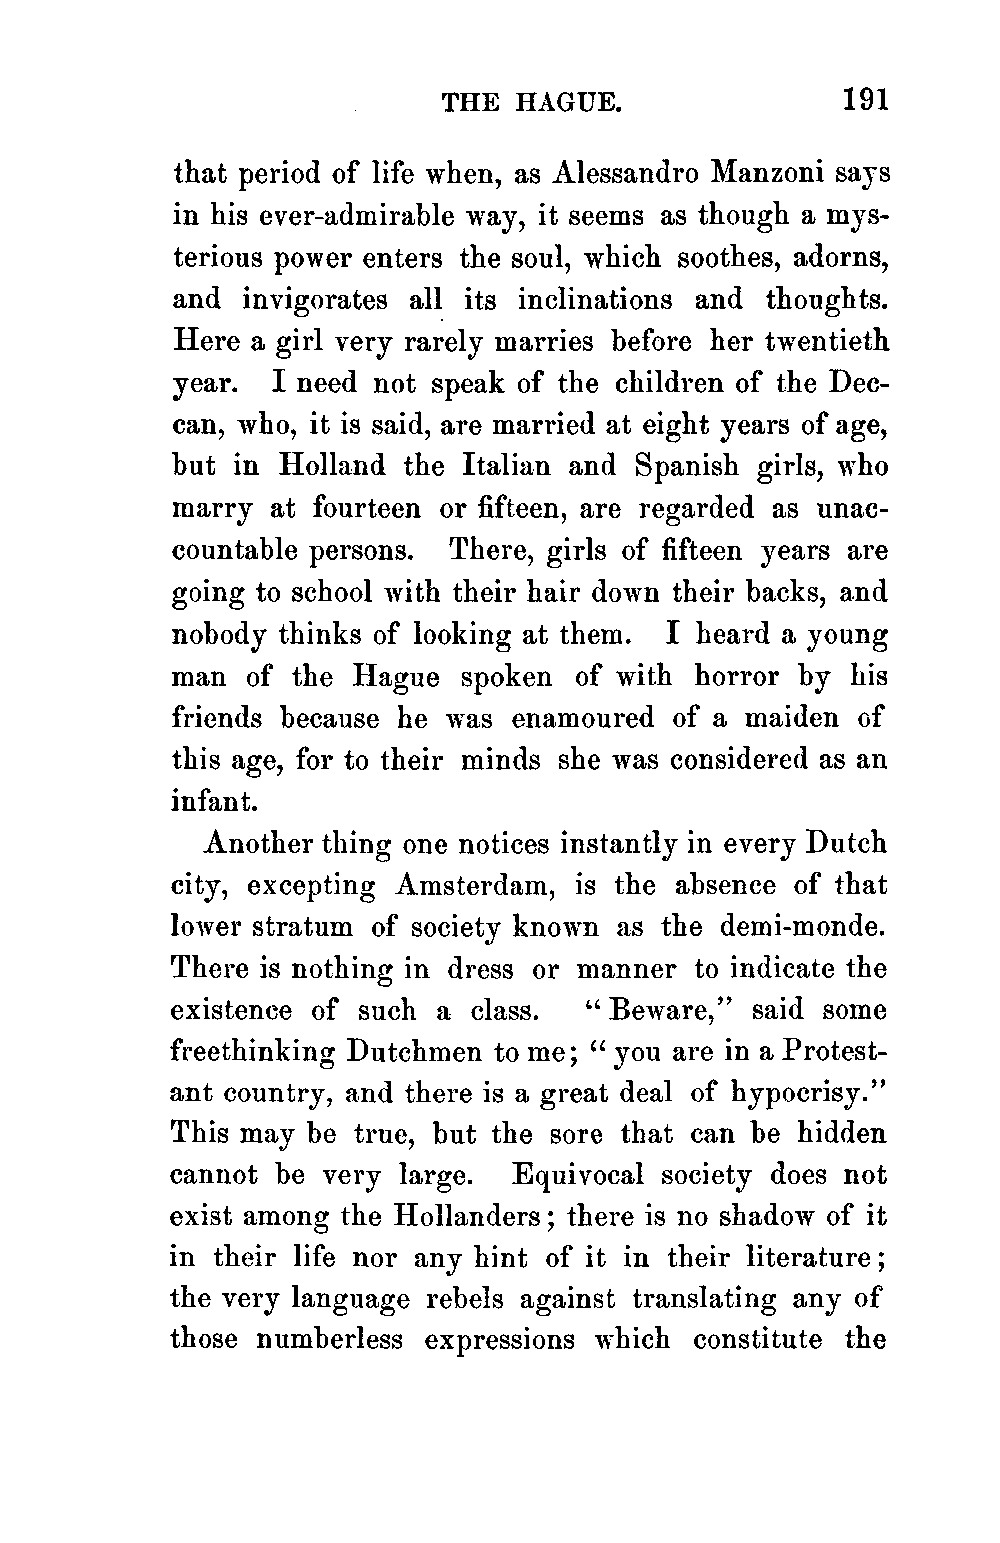 THE HAGUE. 191
that period of life when, as Alessandro Manzoni says
in his ever-admirable way, it seems as though a mys-
terious power enters the soul, which soothes, adorns,
and invigorates all its inclinations and thoughts.
Here a girl very rarely marries before her twentieth
year. I need not speak of the children of the Dec-
can, who, it is said, are married at eight years of age,
but in Holland the Italian and Spanish girls, who
marry at fourteen or fifteen, are regarded as unac-
countable persons. There, girls of fifteen years are
going to school with their hair down their backs, and
nobody thinks of looking at them. I heard a young
man of the Hague spoken of with horror by his
friends because he was enamoured of a maiden of
this age, for to their minds she was considered as an
infant.
Another thing one notices instantly in every Dutch
city, excepting Amsterdam, is the absence of that
lower stratum of society known as the demi-monde.
There is nothing in dress or manner to indicate the
existence of such a class. “Beware,” said some
freethinking Dutchmen to me; “you are in a Protest-
ant country, and there is a great deal of hypocrisy.”
This may be true, but the sore that can be hidden
cannot be very large. Equivocal society does not
exist among the Hollanders; there is no shadow of it
in their life nor any hint of it in their literature;
the very language rebels against translating any of
those numberless expressions which constitute the